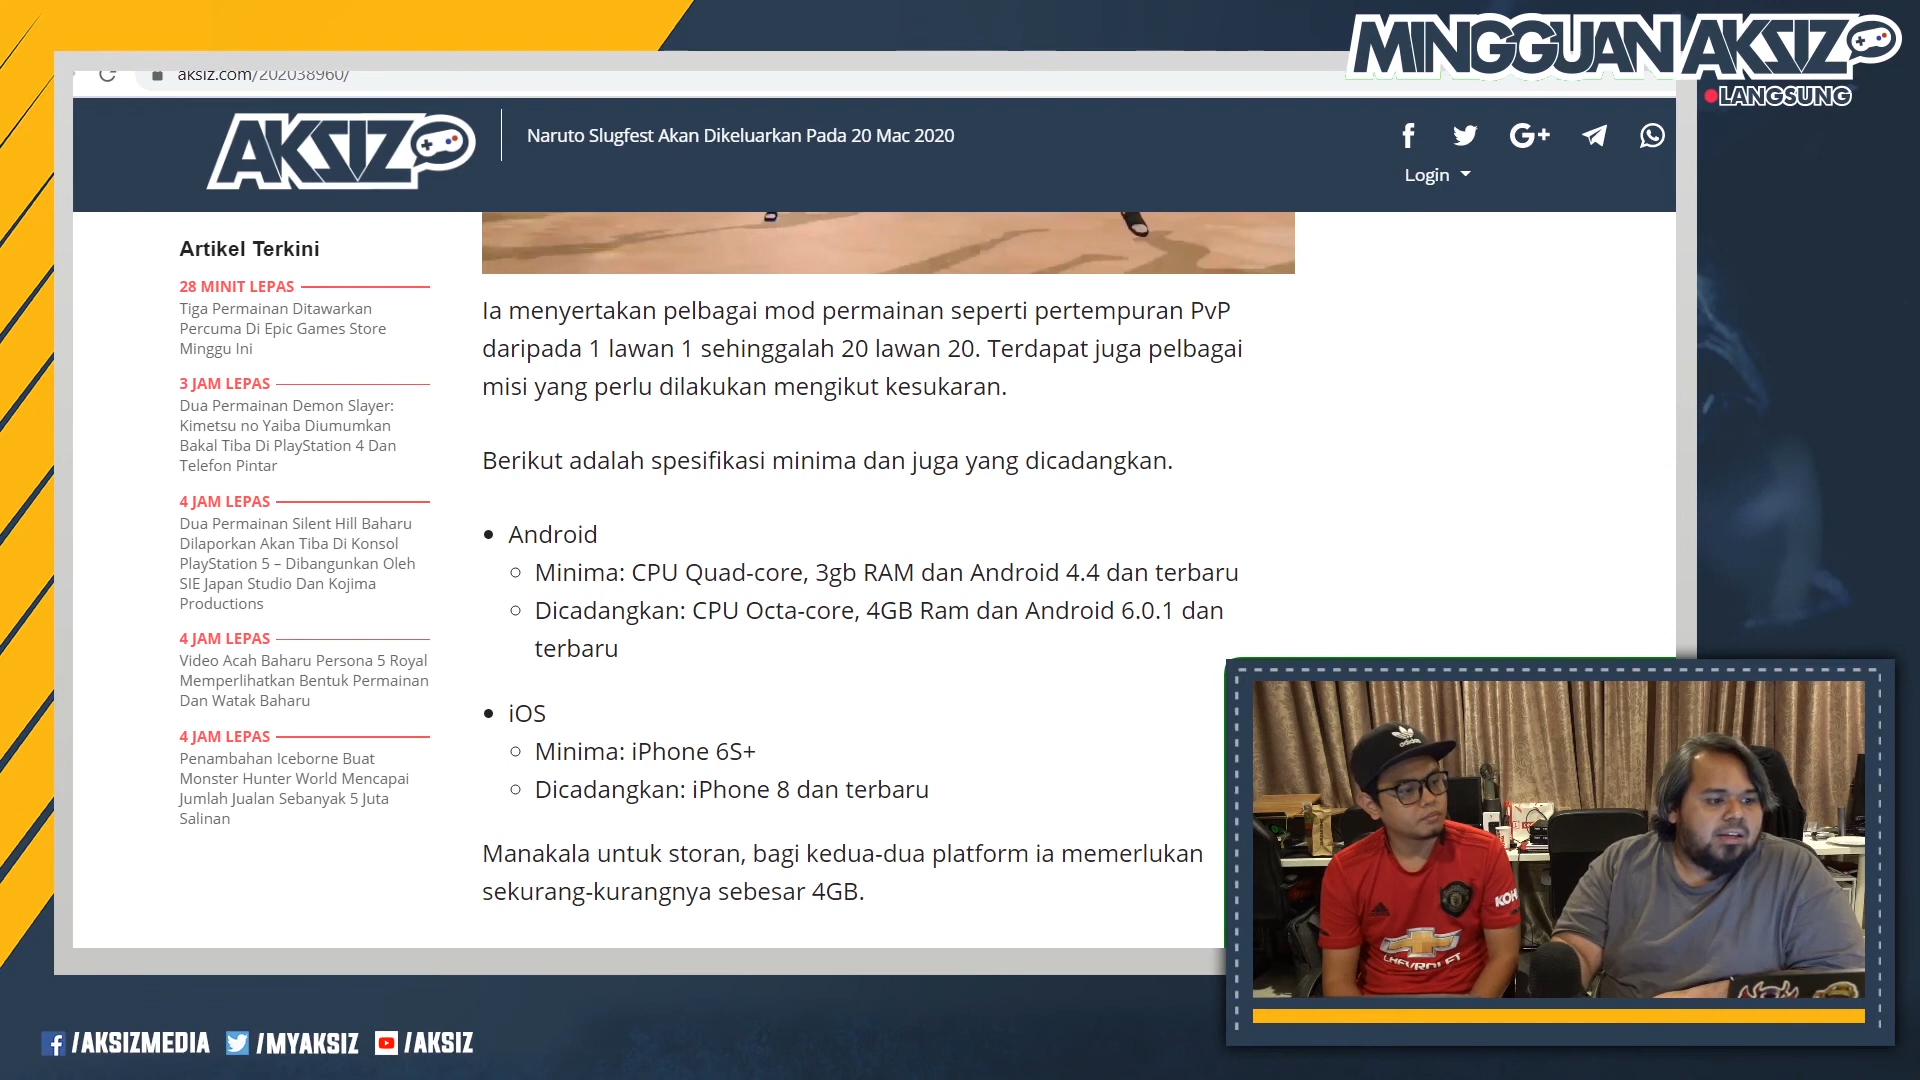 MINGGUAN AKSIZ
LANGSUNG
aksiz.com/202038960/
AKSIZ
Naruto Slugfest Akan Dikeluarkan Pada 20 Mac 2020
f
G+
Login
Artikel Terkini
28 MINIT LEPAS
Tiga Permainan Ditawarkan
Percuma Di Epic Games Store
Minggu Ini
3 JAM LEPAS
Dua Permainan Demon Slayer:
Kimetsu no Yaiba Diumumkan
Bakal Tiba Di PlayStation 4 Dan
Telefon Pintar
4 JAM LEPAS
Dua Permainan Silent Hill Baharu
Dilaporkan Akan Tiba Di Konsol
PlayStation 5 – Dibangunkan Oleh
SIE Japan Studio Dan Kojima
Productions
4 JAM LEPAS
Video Acah Baharu Persona 5 Royal
Memperlihatkan Bentuk Permainan
Dan Watak Baharu
4 JAM LEPAS
Penambahan Iceborne Buat
Monster Hunter World Mencapai
Jumlah Jualan Sebanyak 5 Juta
Salinan
Ia menyertakan pelbagai mod permainan seperti pertempuran PvP
daripada 1 lawan 1 sehinggalah 20 lawan 20. Terdapat juga pelbagai
misi yang perlu dilakukan mengikut kesukaran.
Berikut adalah spesifikasi minima dan juga yang dicadangkan.
Android
Minima: CPU Quad-core, 3gb RAM dan Android 4.4 dan terbaru
Dicadangkan: CPU Octa-core, 4GB Ram dan Android 6.0.1 dan
terbaru
iOS
Minima: iPhone 6S+
Dicadangkan: iPhone 8 dan terbaru
Manakala untuk storan, bagi kedua-dua platform ia memerlukan
sekurang-kurangnya sebesar 4GB.
adidas
KOH
CHEVROLET
/AKSIZMEDIA
/MYAKSIZ
/AKSIZ